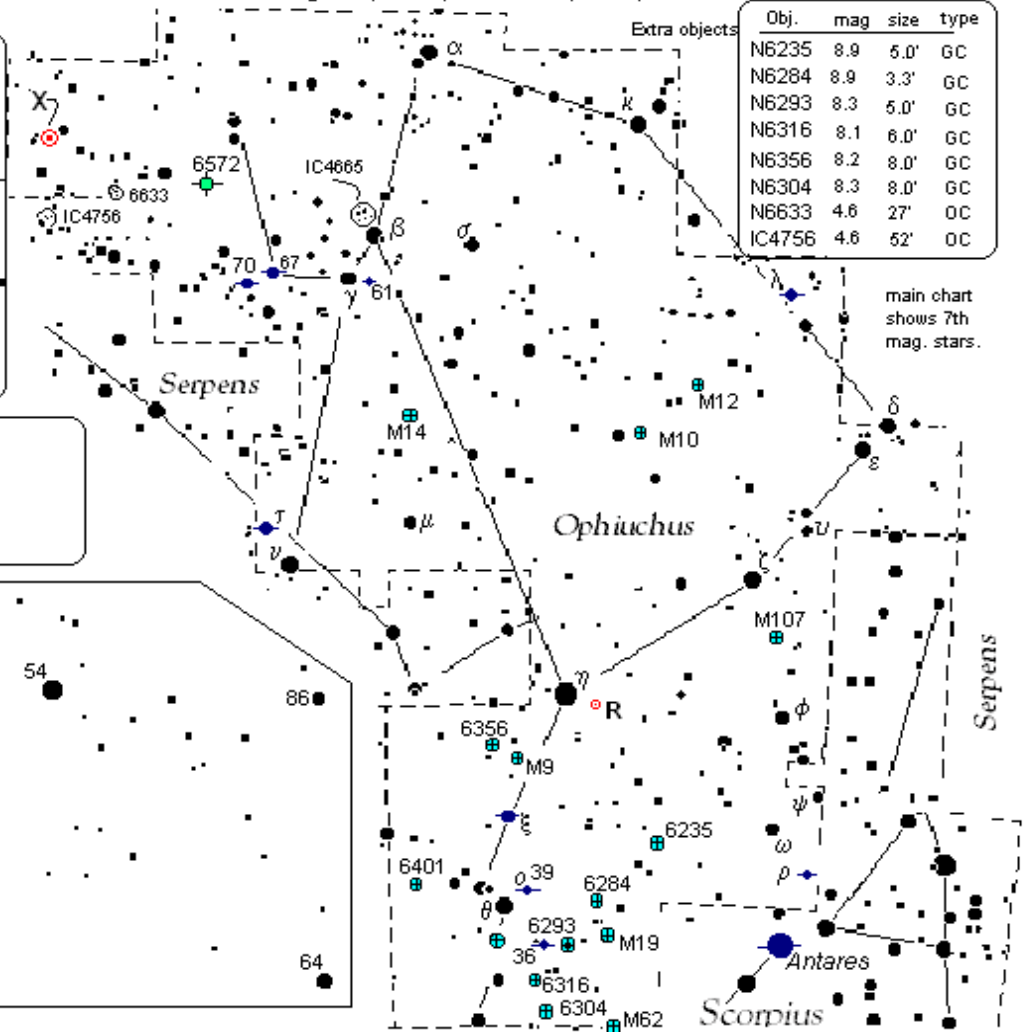 Extra objects
Obj. mag size type
N6235 8.9 5.0' GC
N6284 8.9 3.3' GC
N6293 8.3 5.0' GC
N6316 8.1 6.0' GC
N6356 8.2 8.0' GC
N6304 8.3 8.0' GC
N6633 4.6 27' OC
IC4756 4.6 52' OC
main chart
shows 7th
mag. stars.
α
κ
X
6572
IC4665
6633
IC4756
β
σ
70
67
γ
61
λ
Serpens
M12
M14
M10
δ
ε
τ
μ
Ophiuchus
υ
ν
ζ
M107
54
86
η
R
Serpens
φ
6356
M9
ψ
ξ
6235
ω
6401
ο
39
ρ
6284
θ
6293
M19
36
Antares
64
6316
6304
M62
Scorpius